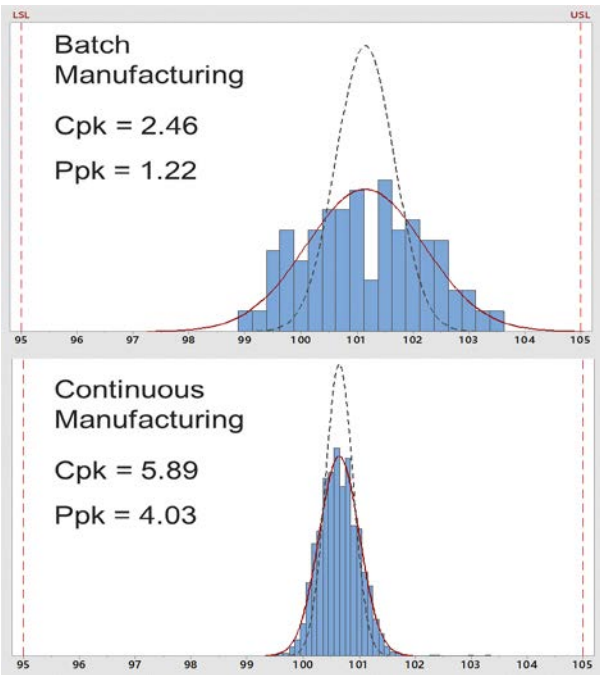 LSL USL
Batch
Manufacturing
Cpk = 2.46
Ppk = 1.22
95 96 97 98 99 100 101 102 103 104 105
Continuous
Manufacturing
Cpk = 5.89
Ppk = 4.03
95 96 97 98 99 100 101 102 103 104 105